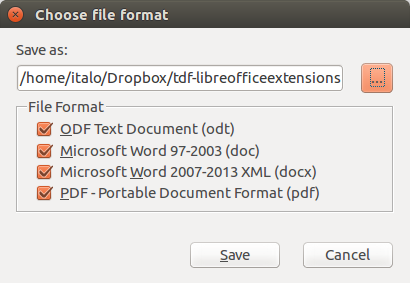 Choose file format
Save as:
/home/italo/Dropbox/tdf-libreofficeextensions
...
File Format
ODF Text Document (odt)
Microsoft Word 97-2003 (doc)
Microsoft Word 2007-2013 XML (docx)
PDF - Portable Document Format (pdf)
Save
Cancel